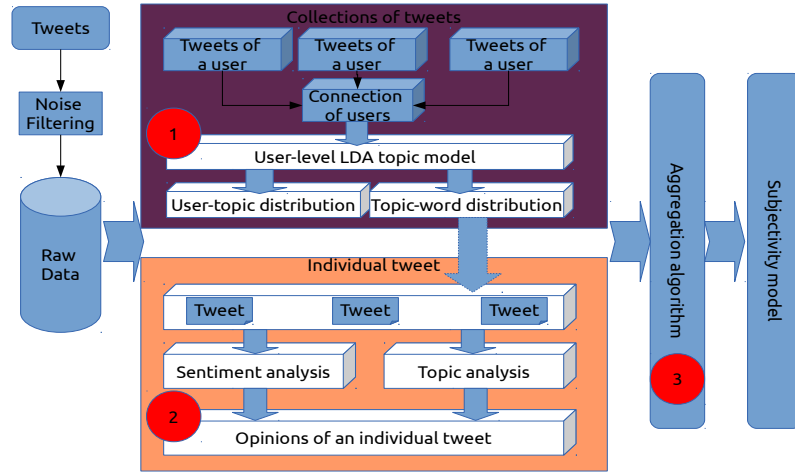 Tweets
Noise
Filtering
Raw
Data
Collections of tweets
Tweets of
a user
Tweets of
a user
Tweets of
a user
Connection
of users
1
User-level LDA topic model
User-topic distribution
Topic-word distribution
Individual tweet
Tweet
Tweet
Tweet
Sentiment analysis
Topic analysis
2
Opinions of an individual tweet
Aggregation algorithm
3
Subjectivity model